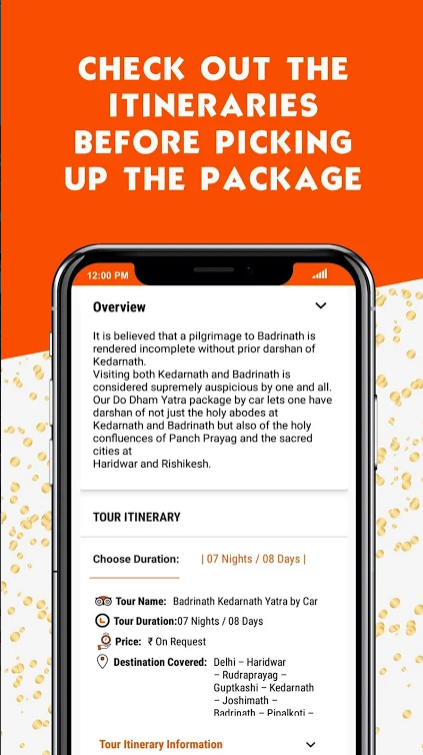 CHECK OUT THE
ITINERARIES
BEFORE PICKING
UP THE PACKAGE
12:00 PM
Overview
It is believed that a pilgrimage to Badrinath is
rendered incomplete without prior darshan of
Kedarnath.
Visiting both Kedarnath and Badrinath is
considered supremely auspicious by one and all.
Our Do Dham Yatra package by car lets one have
darshan of not just the holy abodes at
Kedarnath and Badrinath but also of the holy
confluences of Panch Prayag and the sacred
cities at
Haridwar and Rishikesh.
TOUR ITINERARY
Choose Duration: | 07 Nights / 08 Days |
Tour Name: Badrinath Kedarnath Yatra by Car
Tour Duration:07 Nights / 08 Days
Price: ₹ On Request
Destination Covered: Delhi – Haridwar
– Rudraprayag –
Guptkashi – Kedarnath
– Joshimath –
Badrinath – Pipalkoti –
Tour Itinerary Information